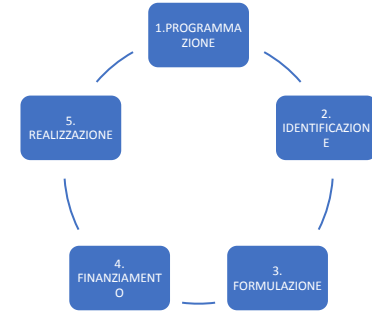 1.PROGRAMMA
ZIONE
2.
IDENTIFICAZION
E
3.
FORMULAZIONE
4.
FINANZIAMENT
O
5.
REALIZZAZIONE